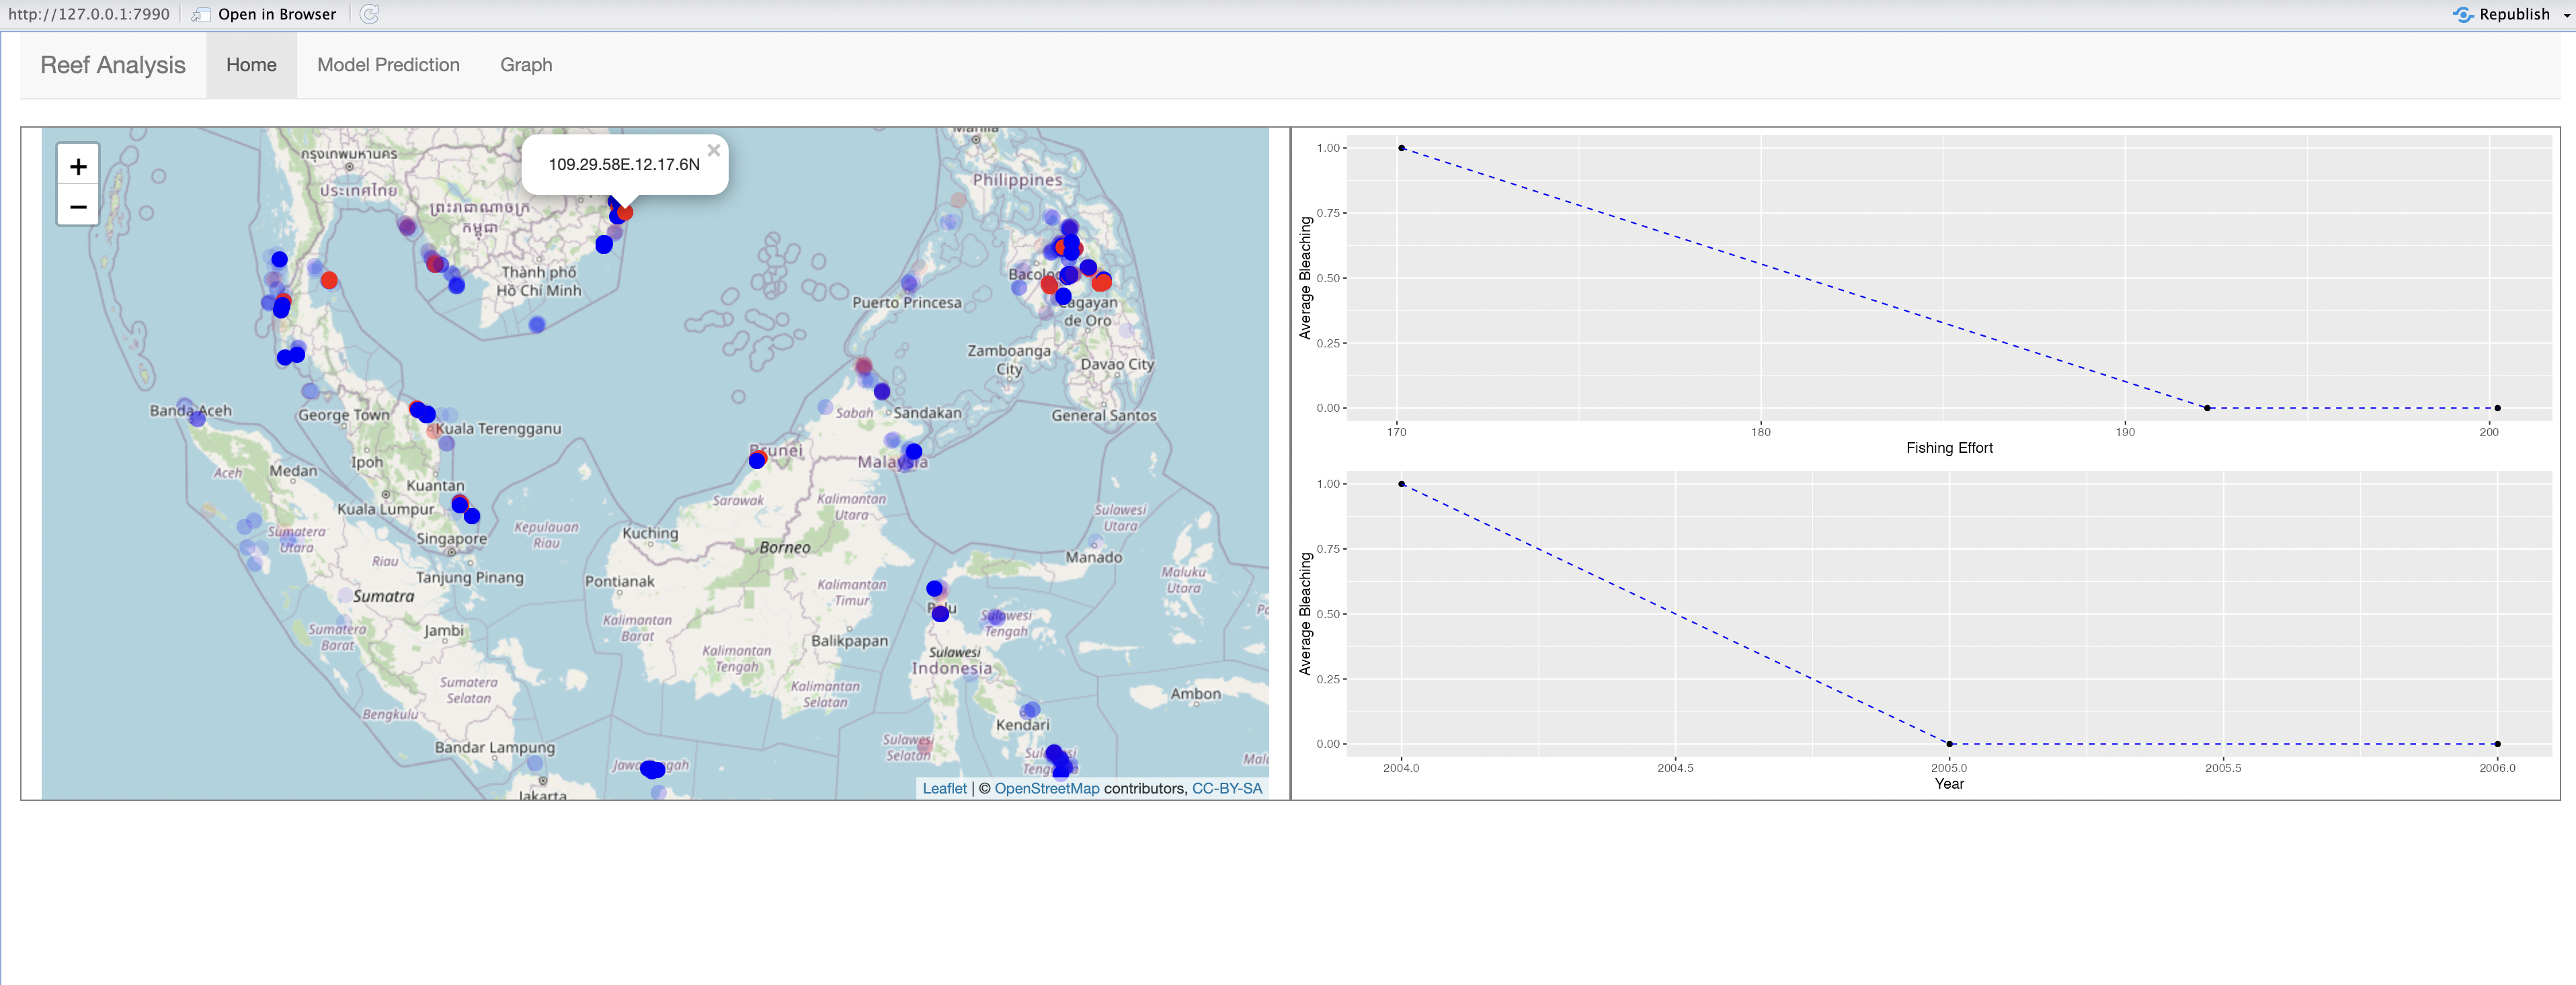 http://127.0.0.1:7990 Open in Browser Republish
Reef Analysis Home Model Prediction Graph
+
−
109.29.58E.12.17.6N
×
Manila
กรุงเทพมหานคร
ประเทศไทย
ព្រះរាជាណាចក្រ
កម្ពុជា
Thành phố
Hồ Chí Minh
Philippines
Puerto Princesa
Bacolod
Cagayan
de Oro
Zamboanga
City
Davao City
General Santos
Banda Aceh
George Town
Kuala Terengganu
Sabah
Sandakan
Brunei
Malaysia
Aceh
Medan
Ipoh
Kuantan
Kuala Lumpur
Sarawak
Kalimantan
Utara
Sumatera
Utara
Kepulauan
Riau
Kuching
Borneo
Sulawesi
Utara
Manado
Riau
Singapore
Tanjung Pinang
Pontianak
Kalimantan
Timur
Maluku
Utara
Sumatra
Palu
Sulawesi
Tengah
Sumatera
Barat
Jambi
Kalimantan
Barat
Balikpapan
Kalimantan
Tengah
Sulawesi
Indonesia
Sumatera
Selatan
Kalimantan
Selatan
Ambon
Bengkulu
Kendari
Bandar Lampung
Sulawesi
Selatan
Sulawesi
Tenggara
Jawa Tengah
Jakarta
Leaflet | © OpenStreetMap contributors, CC-BY-SA
Average Bleaching
1.00
0.75
0.50
0.25
0.00
170 180 190 200
Fishing Effort
Average Bleaching
1.00
0.75
0.50
0.25
0.00
2004.0 2004.5 2005.0 2005.5 2006.0
Year